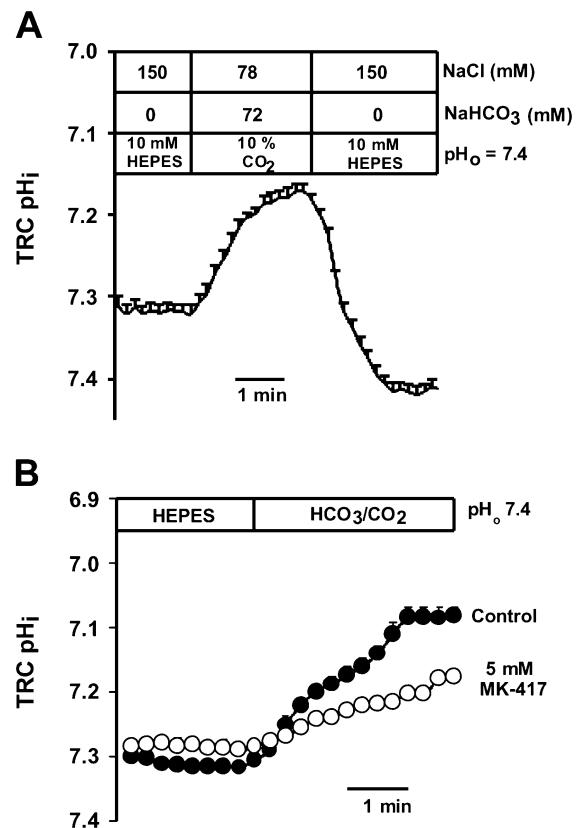 A
7.0
7.1
7.2
7.3
7.4
TRC pHi
150 78 150 NaCl (mM)
0 72 0 NaHCO3 (mM)
10 mM HEPES 10 % CO2 10 mM HEPES pHo = 7.4
1 min
B
6.9
7.0
7.1
7.2
7.3
7.4
TRC pHi
HEPES HCO3/CO2 pHo 7.4
Control
5 mM
MK-417
1 min